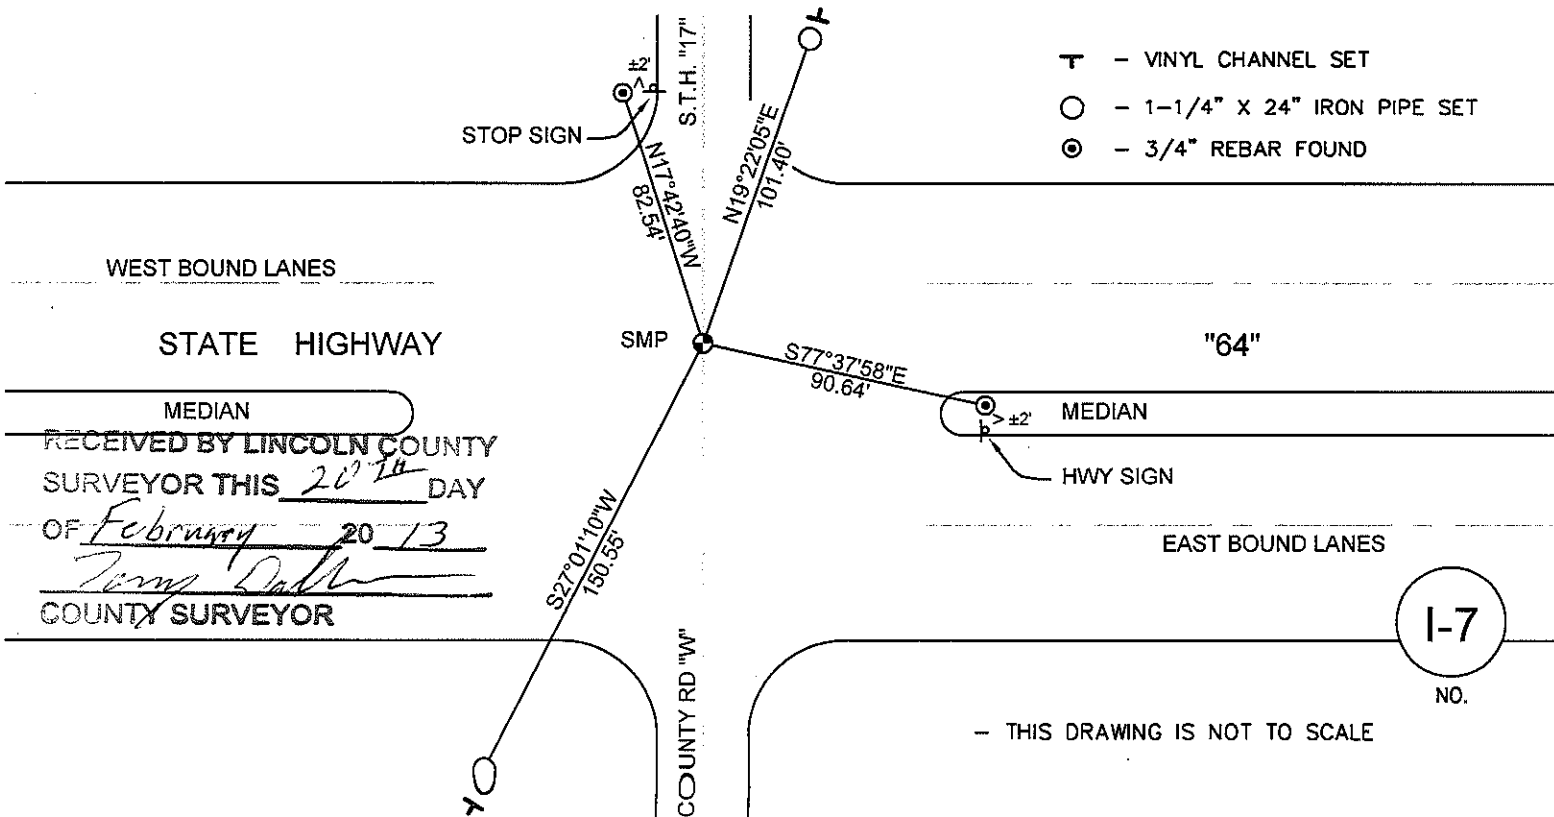 S.T.H. "17"
±2'
STOP SIGN
N17°42'40"W
82.54'
N19°22'05"E
101.40'
- VINYL CHANNEL SET
- 1-1/4" X 24" IRON PIPE SET
- 3/4" REBAR FOUND
WEST BOUND LANES
STATE HIGHWAY
SMP
"64"
S77°37'58"E
90.64'
MEDIAN
MEDIAN
±2'
HWY SIGN
RECEIVED BY LINCOLN COUNTY
SURVEYOR THIS 20TH DAY
OF February 20 13
COUNTY SURVEYOR
S27°01'10"W
150.55'
EAST BOUND LANES
I-7
NO.
COUNTY RD "W"
- THIS DRAWING IS NOT TO SCALE